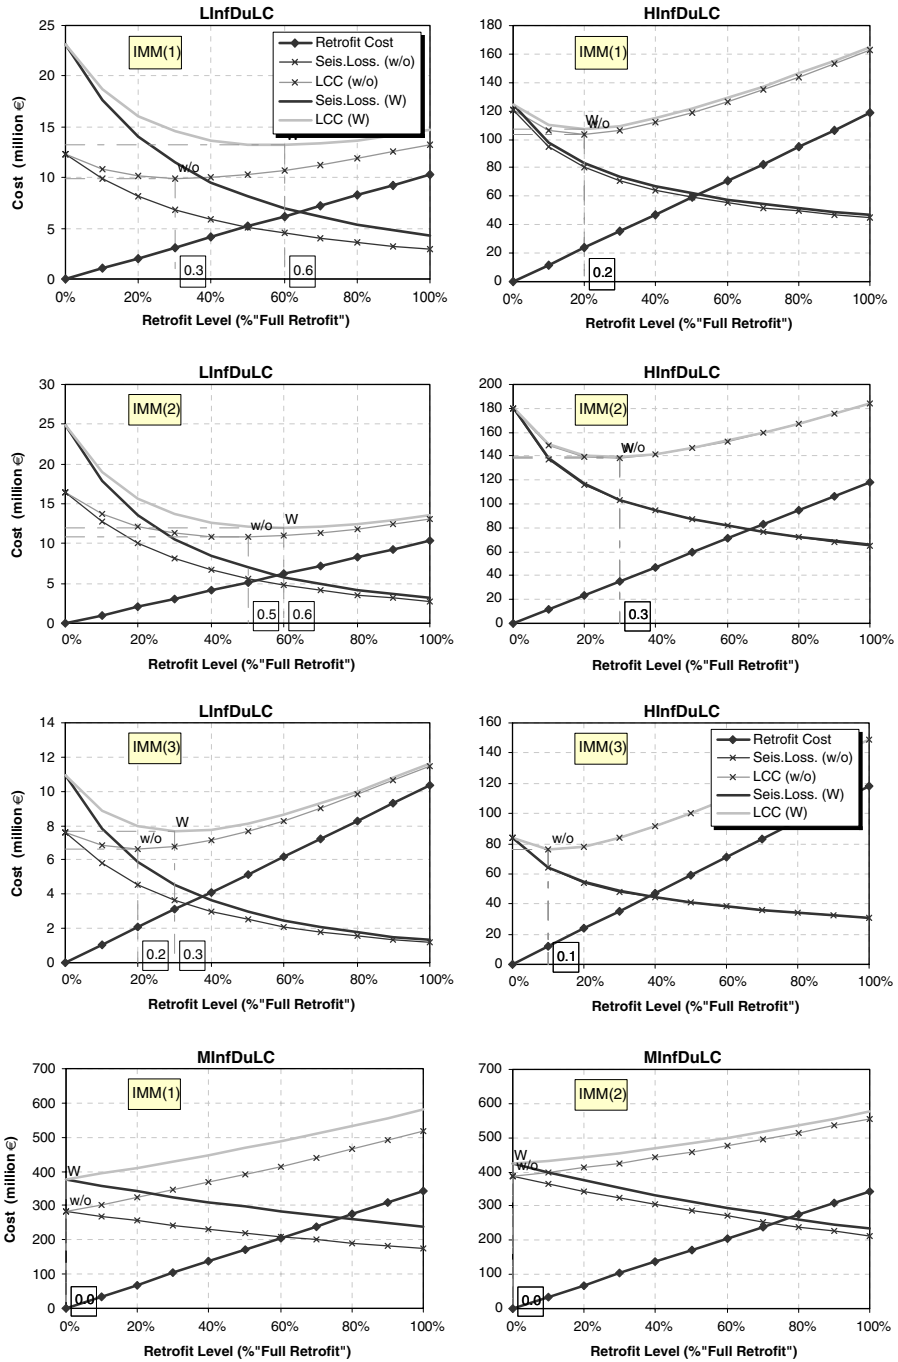 LInfDuLC
25
20
15
10
5
0
Cost (million €)
IMM(1)
Retrofit Cost
Seis.Loss. (w/o)
LCC (w/o)
Seis.Loss. (W)
LCC (W)
w/o
0.3
0.6
0% 20% 40% 60% 80% 100%
Retrofit Level (%"Full Retrofit")
HInfDuLC
180
160
140
120
100
80
60
40
20
0
IMM(1)
W
w/o
0.2
0% 20% 40% 60% 80% 100%
Retrofit Level (%"Full Retrofit")
LInfDuLC
30
25
20
15
10
5
0
Cost (million €)
IMM(2)
w/o
W
0.5
0.6
0% 20% 40% 60% 80% 100%
Retrofit Level (%"Full Retrofit")
HInfDuLC
200
180
160
140
120
100
80
60
40
20
0
IMM(2)
W
w/o
0.3
0% 20% 40% 60% 80% 100%
Retrofit Level (%"Full Retrofit")
LInfDuLC
14
12
10
8
6
4
2
0
Cost (million €)
IMM(3)
w/o
W
0.2
0.3
0% 20% 40% 60% 80% 100%
Retrofit Level (%"Full Retrofit")
HInfDuLC
160
140
120
100
80
60
40
20
0
IMM(3)
Retrofit Cost
Seis.Loss. (w/o)
LCC (w/o)
Seis.Loss. (W)
LCC (W)
w/o
0.1
0% 20% 40% 60% 80% 100%
Retrofit Level (%"Full Retrofit")
MInfDuLC
700
600
500
400
300
200
100
0
Cost (million €)
IMM(1)
W
w/o
0.0
0% 20% 40% 60% 80% 100%
Retrofit Level (%"Full Retrofit")
MInfDuLC
700
600
500
400
300
200
100
0
IMM(2)
W
w/o
0.0
0% 20% 40% 60% 80% 100%
Retrofit Level (%"Full Retrofit")